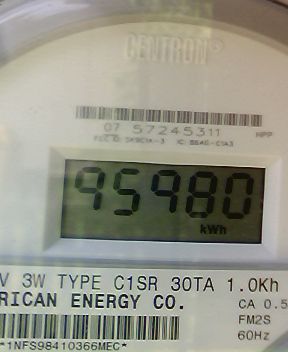 CENTRON®
07 57245311
HPP
95980
kWh
V 3W TYPE C1SR 30TA 1.0Kh
RICAN ENERGY CO.
CA 0.5
FM2S
60Hz
*1NFS98410366MEC*